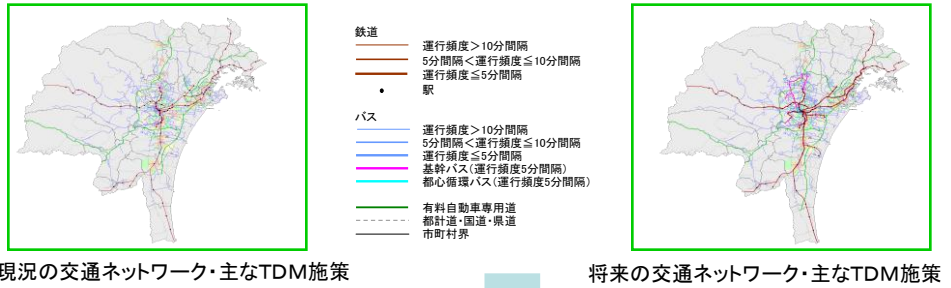 鉄道
運行頻度＞10分間隔
5分間隔＜運行頻度≦10分間隔
運行頻度≦5分間隔
駅
バス
運行頻度＞10分間隔
5分間隔＜運行頻度≦10分間隔
運行頻度≦5分間隔
基幹バス(運行頻度5分間隔)
都心循環バス(運行頻度5分間隔)
有料自動車専用道
都計道・国道・県道
市町村界
現況の交通ネットワーク・主なTDM施策
将来の交通ネットワーク・主なTDM施策